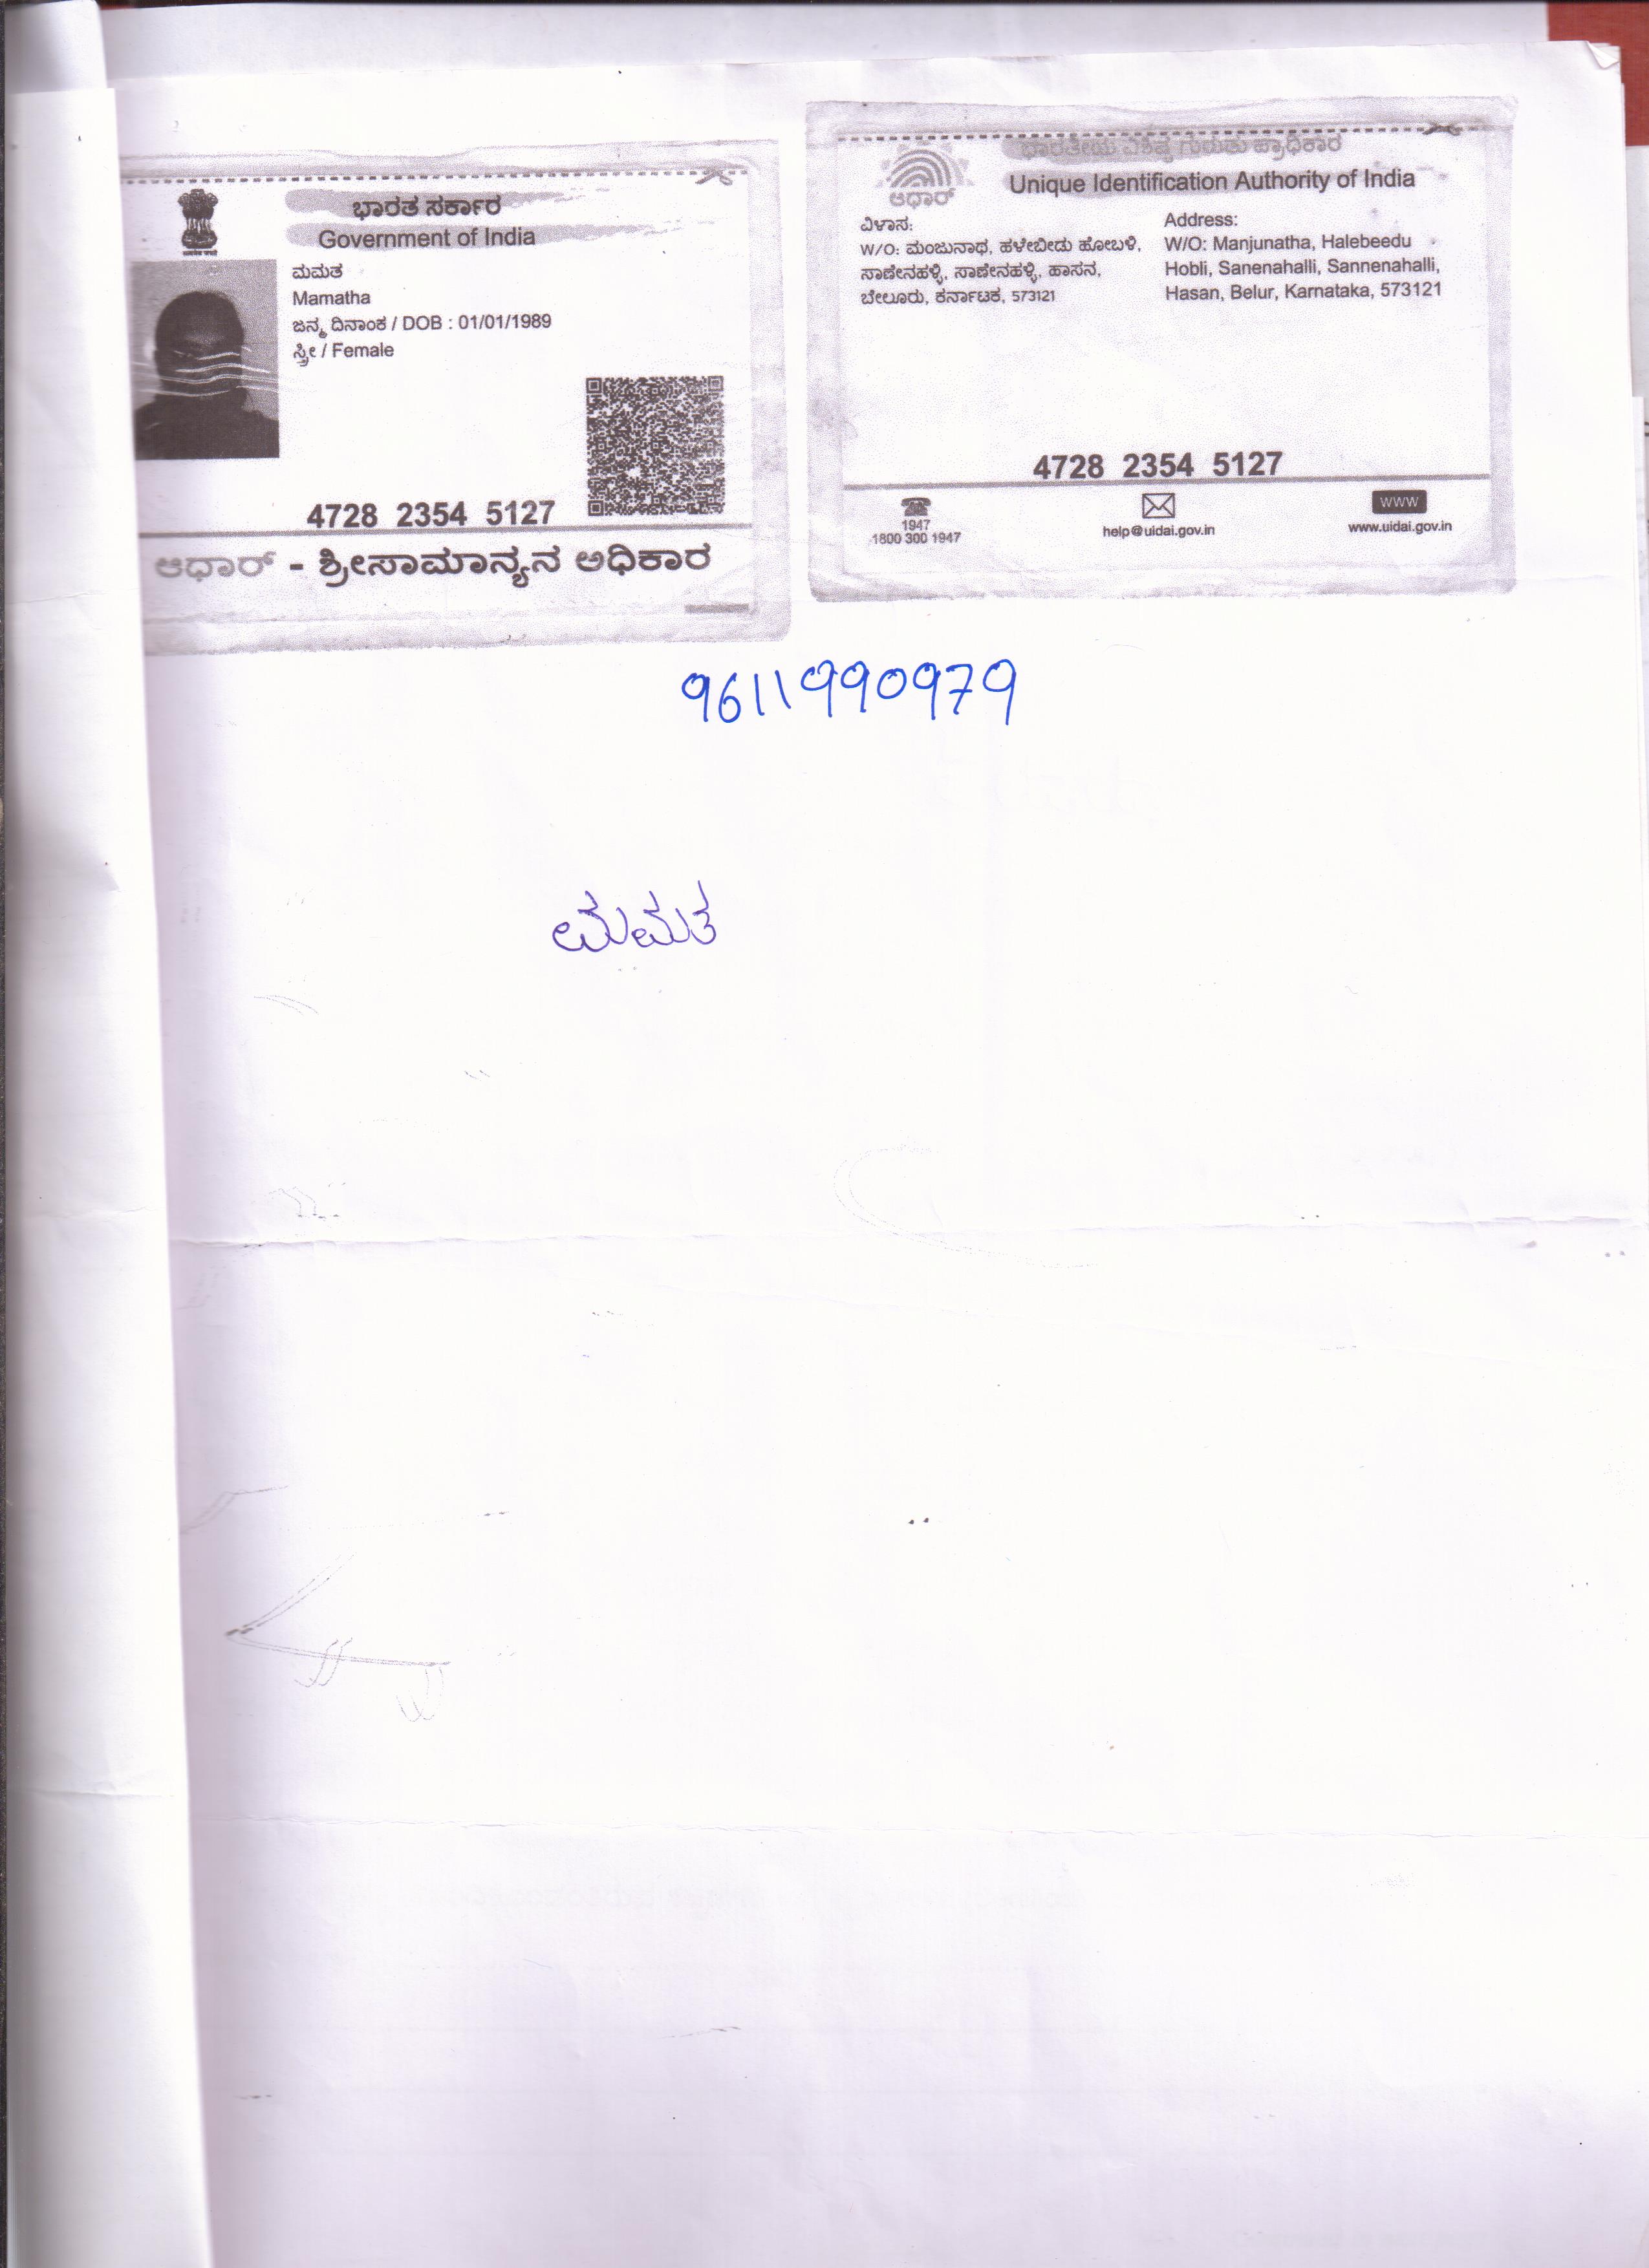 ಭಾರತ ಸರ್ಕಾರ
Government of India
ಮಮತ
Mamatha
ಜನ್ಮ ದಿನಾಂಕ / DOB : 01/01/1989
ಸ್ತ್ರೀ / Female
4728 2354 5127
ಆಧಾರ್ - ಶ್ರೀಸಾಮಾನ್ಯನ ಅಧಿಕಾರ
ಭಾರತೀಯ ವಿಶಿಷ್ಟ ಗುರುತು ಪ್ರಾಧಿಕಾರ
Unique Identification Authority of India
ಆಧಾರ್
ವಿಳಾಸ:
W/O: ಮಂಜುನಾಥ, ಹಳೇಬೀಡು ಹೋಬಳಿ,
ಸಾಣೇನಹಳ್ಳಿ, ಸಾಣೇನಹಳ್ಳಿ, ಹಾಸನ,
ಬೇಲೂರು, ಕರ್ನಾಟಕ, 573121
Address:
W/O: Manjunatha, Halebeedu
Hobli, Sanenahalli, Sannenahalli,
Hasan, Belur, Karnataka, 573121
4728 2354 5127
1947
1800 300 1947
help@uidai.gov.in
www
www.uidai.gov.in
9611990979
ಮಮತ